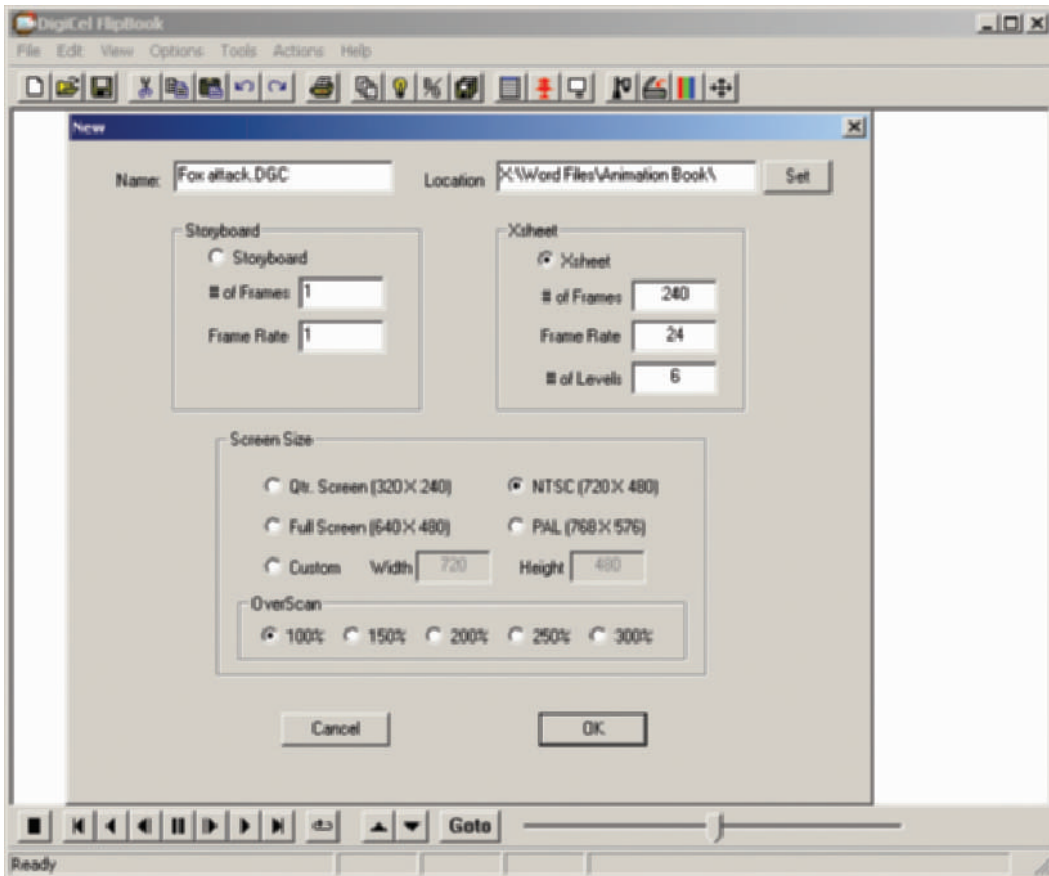 DigiCel FlipBook
File Edit View Options Tools Actions Help
New
Name: Fox attack.DGC Location X:\Word Files\Animation Book\ Set
Storyboard Xsheet
Storyboard Xsheet
# of Frames 1 # of Frames 240
Frame Rate 1 Frame Rate 24
# of Levels 6
Screen Size
Qtr. Screen (320 X 240) NTSC (720 X 480)
Full Screen (640 X 480) PAL (768 X 576)
Custom Width 720 Height 480
OverScan
100% 150% 200% 250% 300%
Cancel OK
Goto
Ready